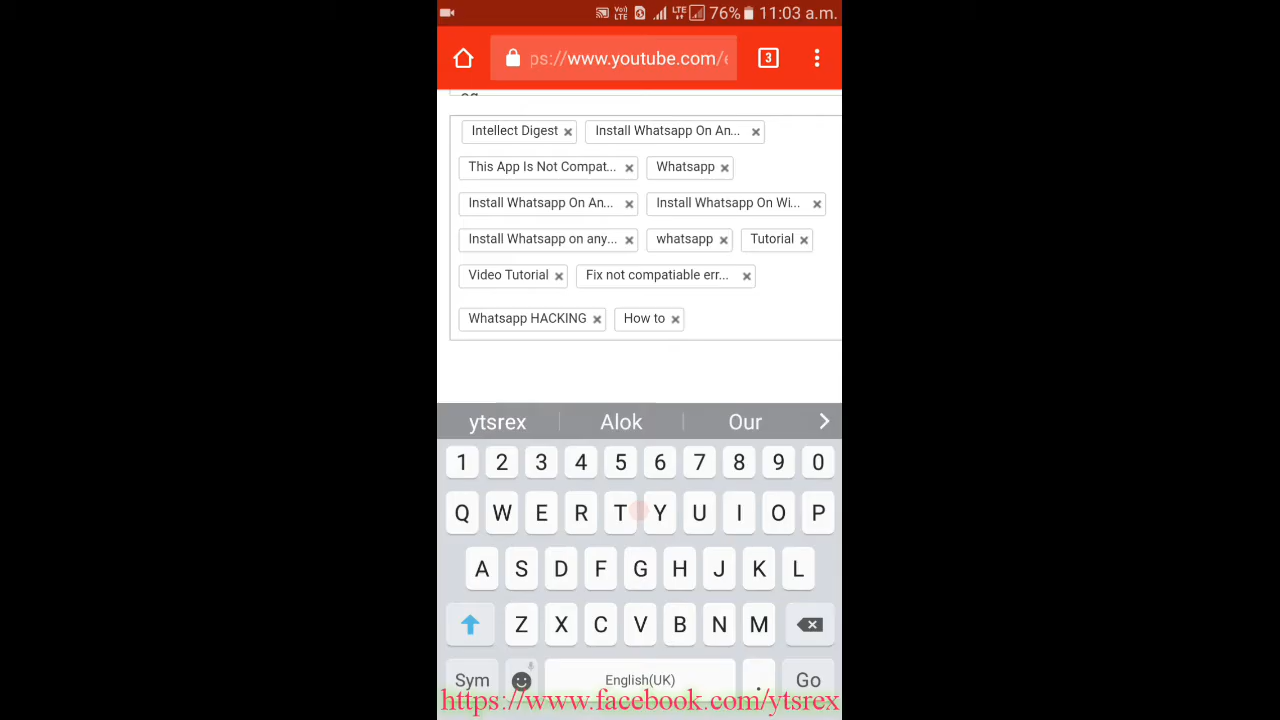 Vo) LTE LTE 76% 11:03 a.m.
ps://www.youtube.com/e 3
Intellect Digest × Install Whatsapp On An... ×
This App Is Not Compat... × Whatsapp ×
Install Whatsapp On An... × Install Whatsapp On Wi... ×
Install Whatsapp on any... × whatsapp × Tutorial ×
Video Tutorial × Fix not compatiable err... ×
Whatsapp HACKING × How to ×
ytsrex Alok Our >
1 2 3 4 5 6 7 8 9 0
Q W E R T Y U I O P
A S D F G H J K L
Z X C V B N M
Sym English(UK) . Go
https://www.facebook.com/ytsrex